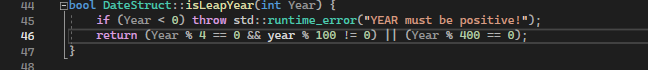 44 bool DateStruct::isLeapYear(int Year) {
45 if (Year < 0) throw std::runtime_error("YEAR must be positive!");
46 return (Year % 4 == 0 && year % 100 != 0) || (Year % 400 == 0);
47 }
48